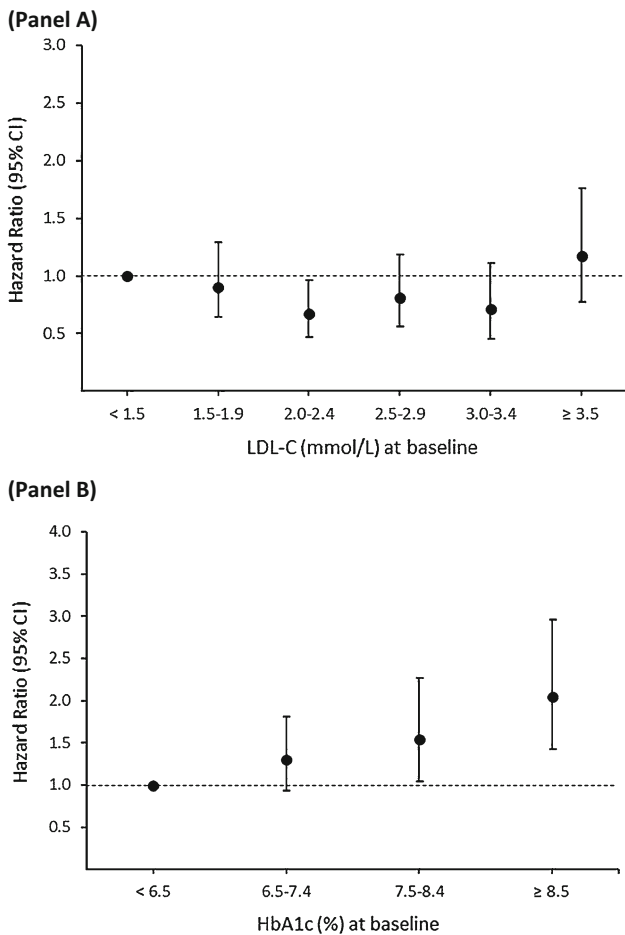 (Panel A)
3.0
2.5
2.0
1.5
1.0
0.5
Hazard Ratio (95% CI)
< 1.5 1.5-1.9 2.0-2.4 2.5-2.9 3.0-3.4 ≥ 3.5
LDL-C (mmol/L) at baseline
(Panel B)
4.0
3.5
3.0
2.5
2.0
1.5
1.0
0.5
Hazard Ratio (95% CI)
< 6.5 6.5-7.4 7.5-8.4 ≥ 8.5
HbA1c (%) at baseline